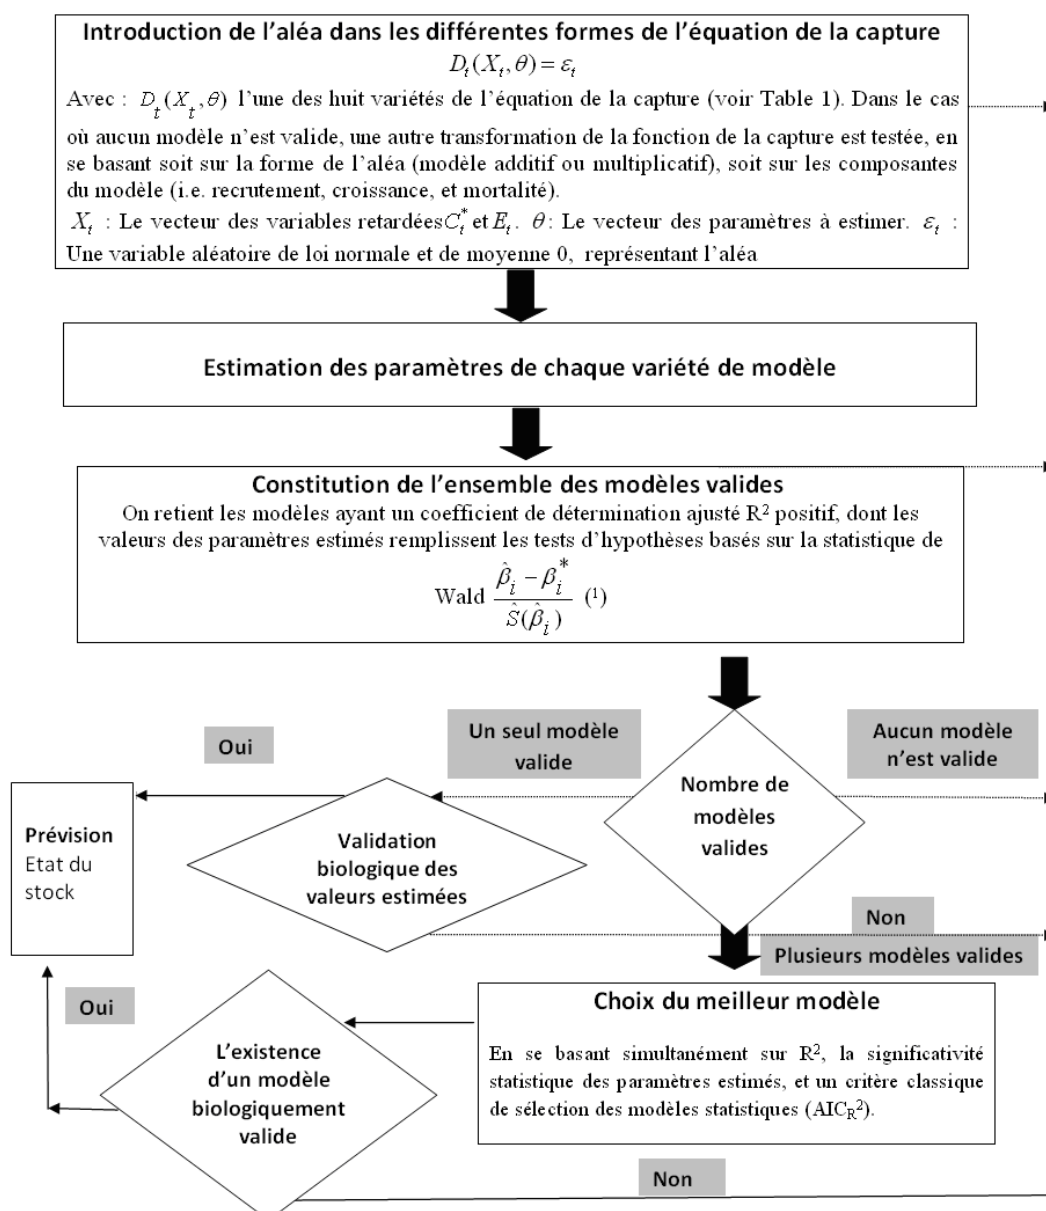 Introduction de l'aléa dans les différentes formes de l'équation de la capture
D_t(X_t, θ) = ε_t
Avec : D_t(X_t, θ) l'une des huit variétés de l'équation de la capture (voir Table 1). Dans le cas
où aucun modèle n'est valide, une autre transformation de la fonction de la capture est testée, en
se basant soit sur la forme de l'aléa (modèle additif ou multiplicatif), soit sur les composantes
du modèle (i.e. recrutement, croissance, et mortalité).
X_t : Le vecteur des variables retardées C_t^* et E_t. θ : Le vecteur des paramètres à estimer. ε_t :
Une variable aléatoire de loi normale et de moyenne 0, représentant l'aléa
Estimation des paramètres de chaque variété de modèle
Constitution de l'ensemble des modèles valides
On retient les modèles ayant un coefficient de détermination ajusté R² positif, dont les
valeurs des paramètres estimés remplissent les tests d'hypothèses basés sur la statistique de
Wald (β̂_i − β_i^*) / Ŝ(β̂_i) (¹)
Un seul modèle
valide
Aucun modèle
n'est valide
Oui
Nombre de
modèles
valides
Prévision
Etat du
stock
Validation
biologique des
valeurs estimées
Non
Plusieurs modèles valides
Oui
Choix du meilleur modèle
En se basant simultanément sur R², la significativité
statistique des paramètres estimés, et un critère classique
de sélection des modèles statistiques (AIC_R²).
L'existence
d'un modèle
biologiquement
valide
Non